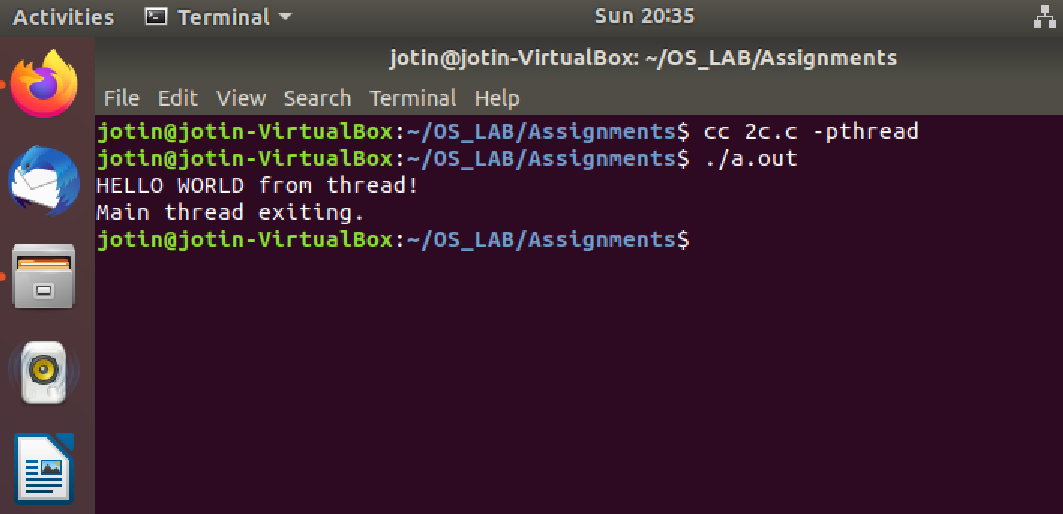 Activities Terminal Sun 20:35
jotin@jotin-VirtualBox: ~/OS_LAB/Assignments
File Edit View Search Terminal Help
jotin@jotin-VirtualBox:~/OS_LAB/Assignments$ cc 2c.c -pthread
jotin@jotin-VirtualBox:~/OS_LAB/Assignments$ ./a.out
HELLO WORLD from thread!
Main thread exiting.
jotin@jotin-VirtualBox:~/OS_LAB/Assignments$